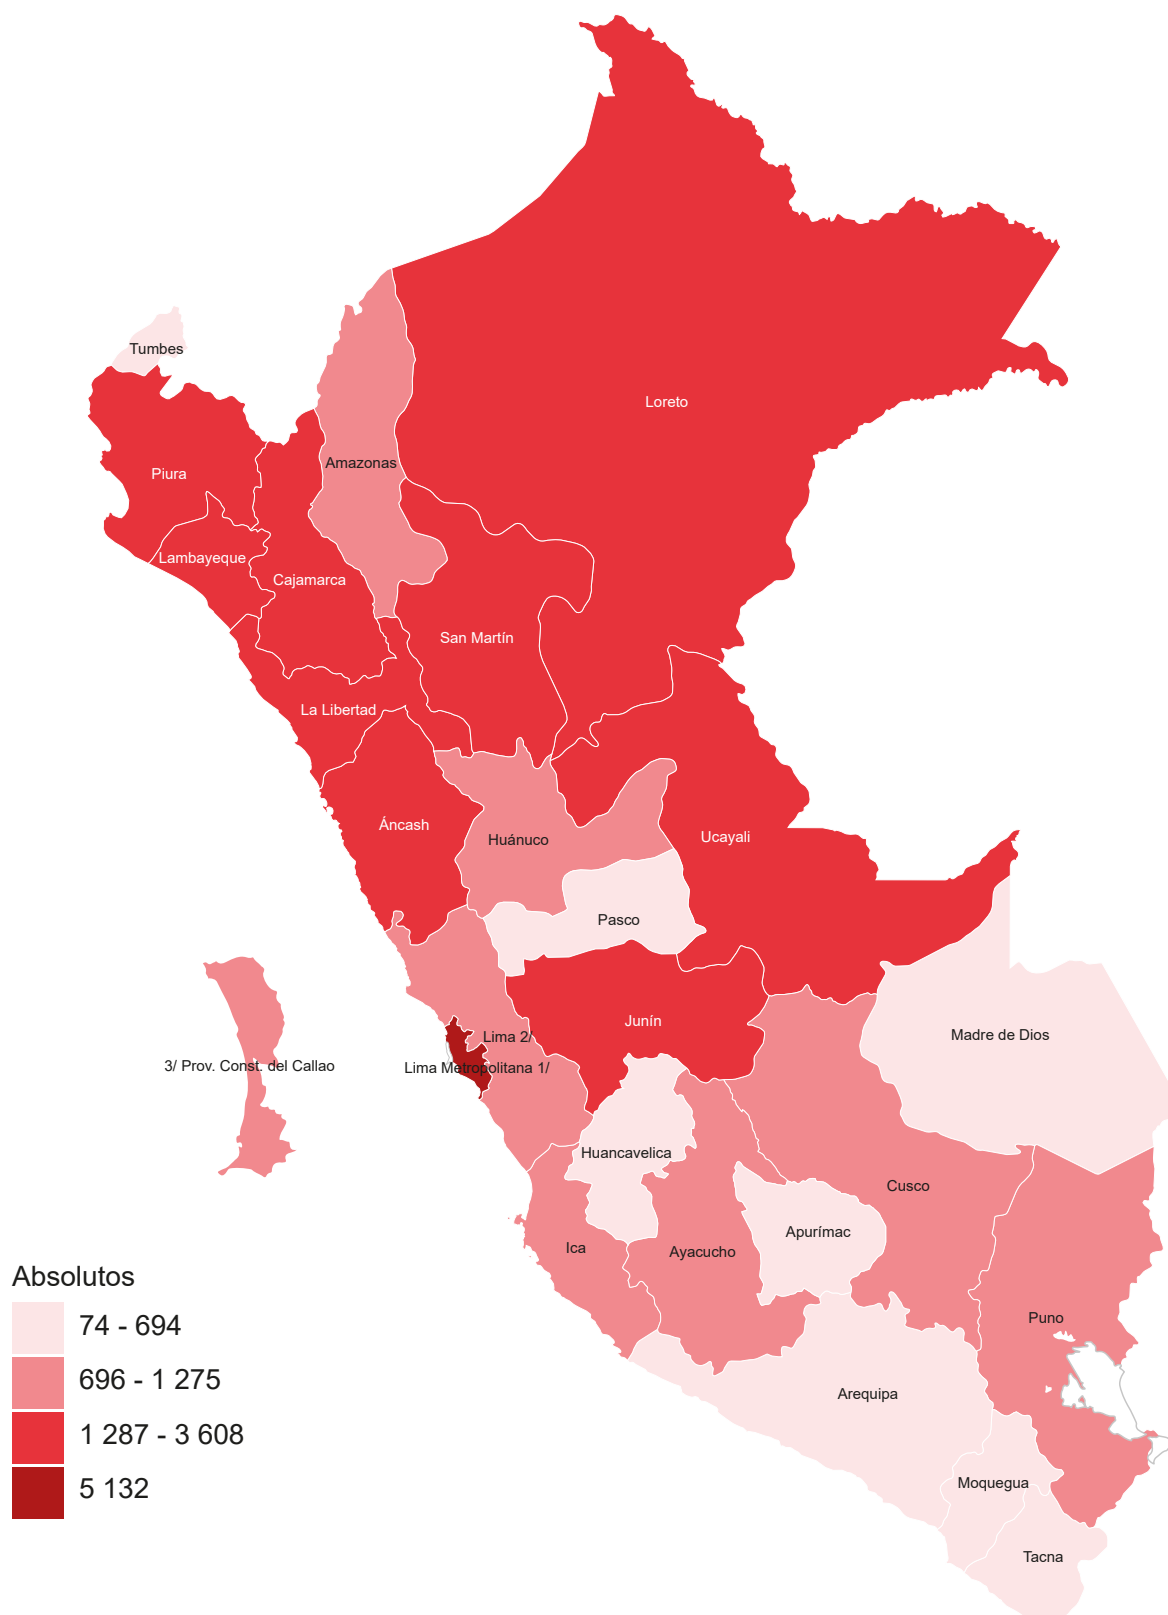 Tumbes
Loreto
Amazonas
Piura
Lambayeque
Cajamarca
San Martín
La Libertad
Áncash
Huánuco
Ucayali
Pasco
Junín
Madre de Dios
Lima 2/
3/ Prov. Const. del Callao
Lima Metropolitana 1/
Huancavelica
Cusco
Apurímac
Ica
Ayacucho
Puno
Arequipa
Moquegua
Tacna
Absolutos
74 - 694
696 - 1 275
1 287 - 3 608
5 132